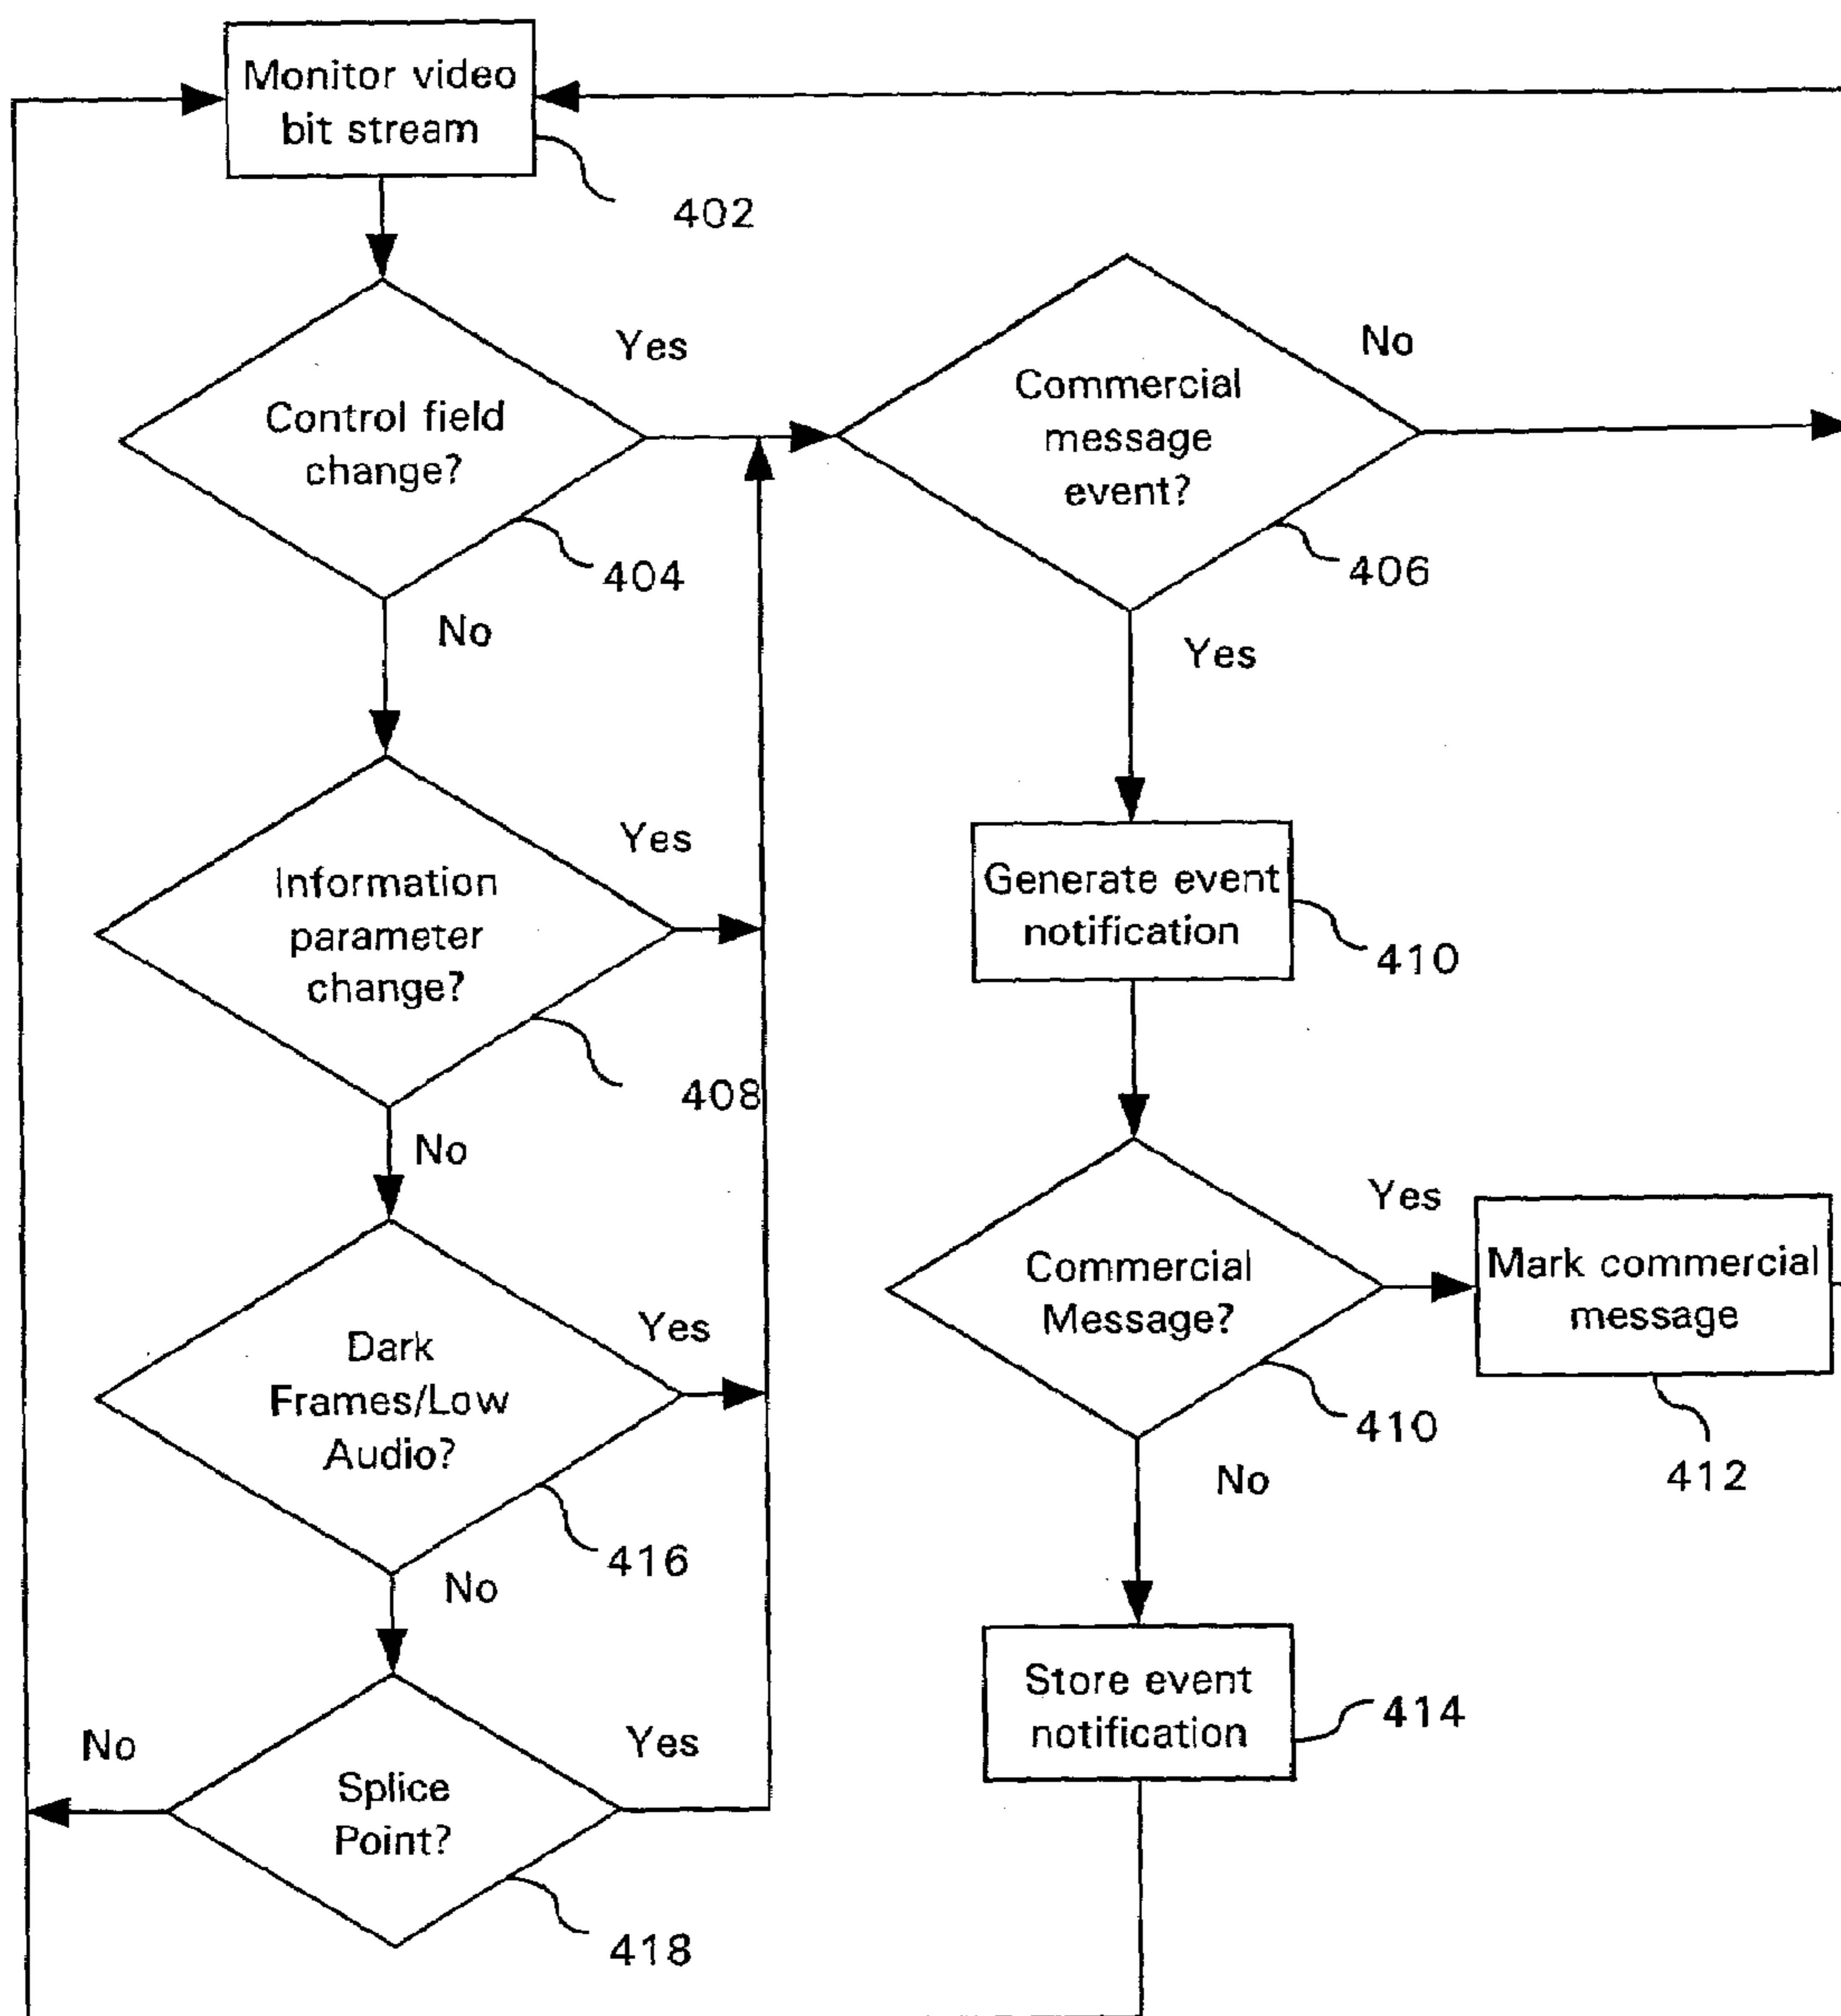 Monitor video
bit stream
402
Control field
change?
Yes
404
No
Commercial
message
event?
No
406
Yes
Information
parameter
change?
Yes
408
No
Generate event
notification
410
Dark
Frames/Low
Audio?
Yes
416
No
Commercial
Message?
Yes
410
No
Mark commercial
message
412
Splice
Point?
No
Yes
418
Store event
notification
414